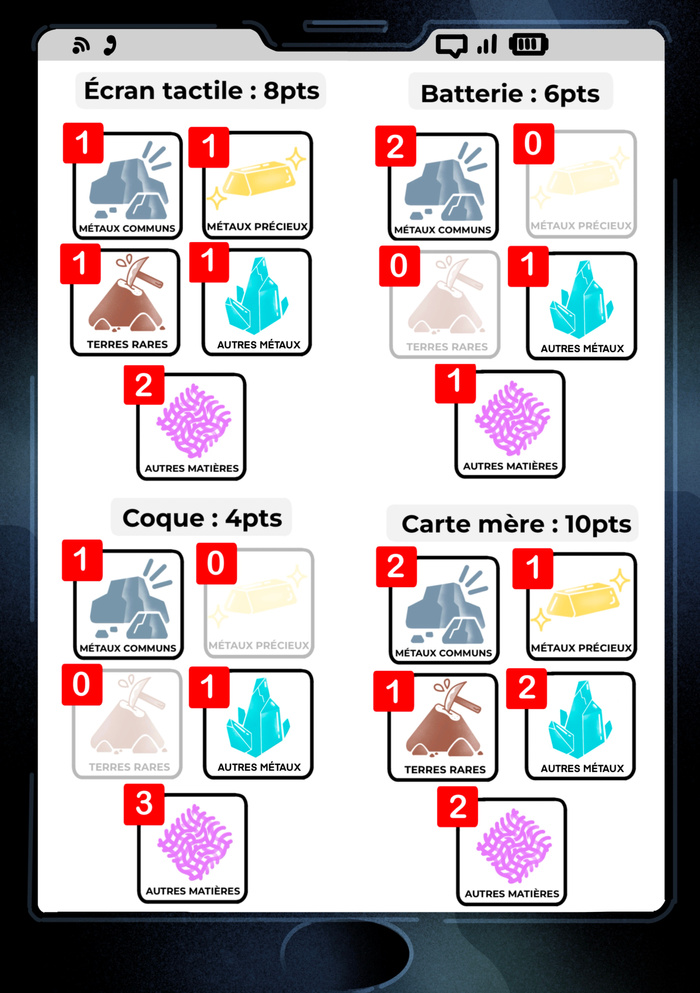 Écran tactile : 8pts
1
MÉTAUX COMMUNS
1
MÉTAUX PRÉCIEUX
1
TERRES RARES
1
AUTRES MÉTAUX
2
AUTRES MATIÈRES
Batterie : 6pts
2
MÉTAUX COMMUNS
0
MÉTAUX PRÉCIEUX
0
TERRES RARES
1
AUTRES MÉTAUX
1
AUTRES MATIÈRES
Coque : 4pts
1
MÉTAUX COMMUNS
0
MÉTAUX PRÉCIEUX
0
TERRES RARES
1
AUTRES MÉTAUX
3
AUTRES MATIÈRES
Carte mère : 10pts
2
MÉTAUX COMMUNS
1
MÉTAUX PRÉCIEUX
1
TERRES RARES
2
AUTRES MÉTAUX
2
AUTRES MATIÈRES